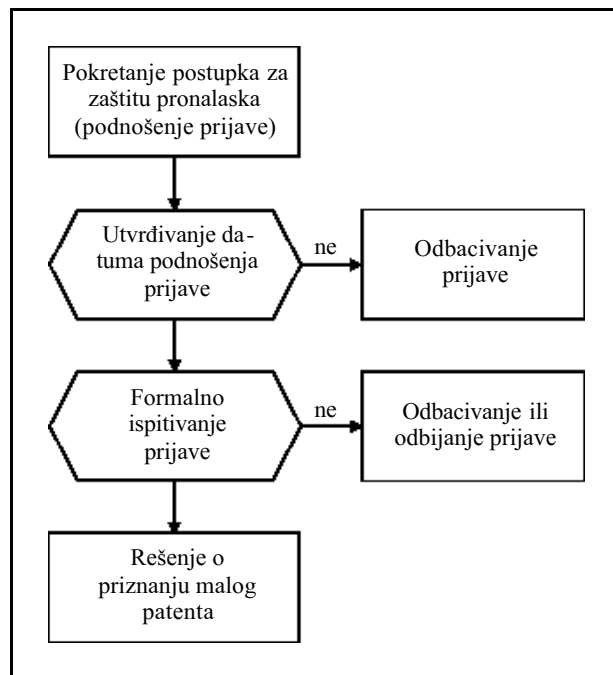 Pokretanje postupka za
zaštitu pronalaska
(podnošenje prijave)
Utvrđivanje da-
tuma podnošenja
prijave
ne
Odbacivanje
prijave
Formalno
ispitivanje
prijave
ne
Odbacivanje ili
odbijanje prijave
Rešenje o
priznanju malog
patenta